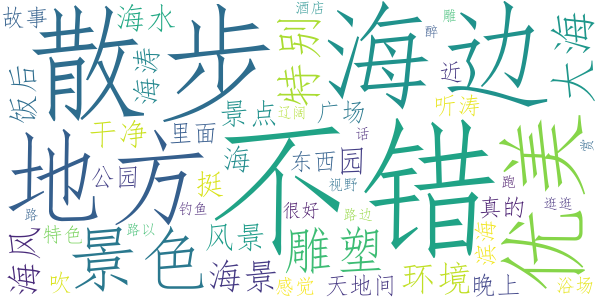 故事
海水
散步
海边
酒店
醉
雕
大海
饭后
海涛
特别
近
辽阔
景点
广场
听涛
干净
里面
话
优美
宽
地方
不错
公园
挺
海
东西
园
视野
跑
路
钓鱼
很好
路边
真的
逛逛
海风
特色
路以
景色
风景
雕塑
滨海
吹
海景
感觉
天地间
环境
晚上
浴场